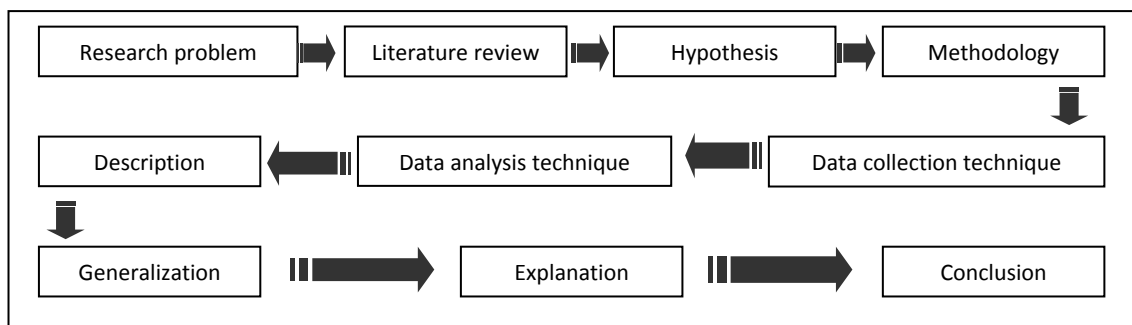 Research problem
Literature review
Hypothesis
Methodology
Data collection technique
Data analysis technique
Description
Generalization
Explanation
Conclusion